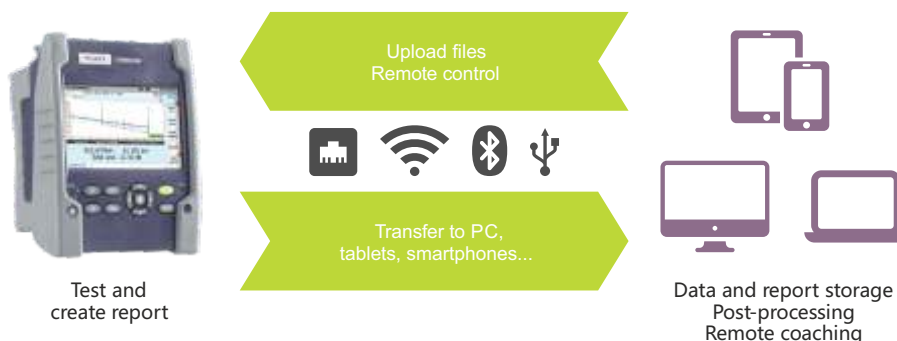 Upload files
Remote control
Transfer to PC,
tablets, smartphones...
Test and
create report
Data and report storage
Post-processing
Remote coaching